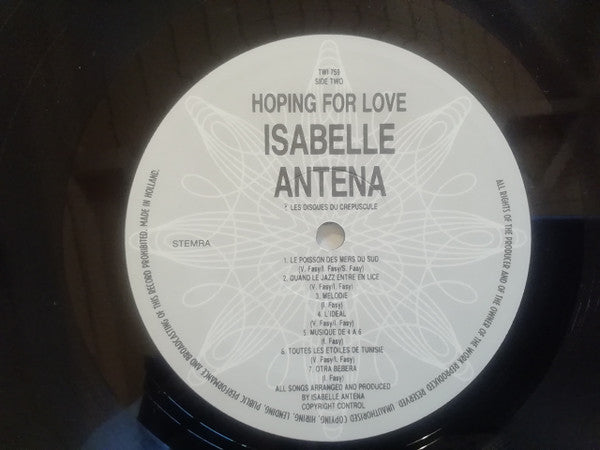 TWI 769
SIDE TWO
HOPING FOR LOVE
ISABELLE
ANTENA
LES DISQUES DU CREPUSCULE
STEMRA
1. LE POISSON DES MERS DU SUD
(V. Fasy/I. Fasy/S. Fasy)
2. QUAND LE JAZZ ENTRE EN LICE
(V. Fasy/I. Fasy)
3. MELODIE
(I. Fasy)
4. L'IDEAL
(V. Fasy/I. Fasy)
5. MUSIQUE DE 4 A 6
(I. Fasy)
6. TOUTES LES ETOILES DE TUNISIE
(V. Fasy/I. Fasy)
7. OTRA BEBERA
(I. Fasy)
ALL SONGS ARRANGED AND PRODUCED
BY ISABELLE ANTENA
COPYRIGHT CONTROL
ALL RIGHTS OF THE PRODUCER AND OF THE OWNER OF THE WORK REPRODUCED RESERVED. UNAUTHORISED COPYING, HIRING, LENDING, PUBLIC PERFORMANCE AND BROADCASTING OF THIS RECORD PROHIBITED. MADE IN HOLLAND.